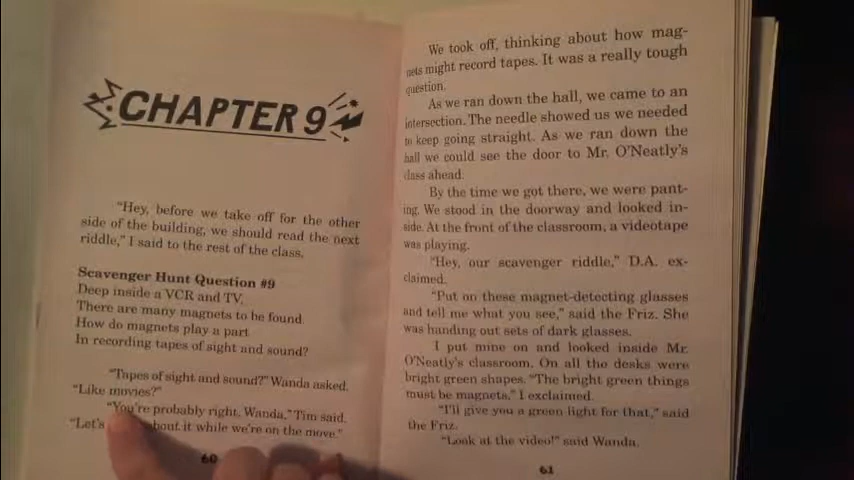 CHAPTER 9
"Hey, before we take off for the other
side of the building, we should read the next
riddle," I said to the rest of the class.
Scavenger Hunt Question #9
Deep inside a VCR and TV,
There are many magnets to be found.
How do magnets play a part
In recording tapes of sight and sound?
"Tapes of sight and sound?" Wanda asked.
"Like movies?"
"You're probably right, Wanda," Tim said.
"Let's about it while we're on the move."
60
We took off, thinking about how mag-
nets might record tapes. It was a really tough
question.
As we ran down the hall, we came to an
intersection. The needle showed us we needed
to keep going straight. As we ran down the
hall we could see the door to Mr. O'Neatly's
class ahead.
By the time we got there, we were pant-
ing. We stood in the doorway and looked in-
side. At the front of the classroom, a videotape
was playing.
"Hey, our scavenger riddle," D.A. ex-
claimed.
"Put on these magnet-detecting glasses
and tell me what you see," said the Friz. She
was handing out sets of dark glasses.
I put mine on and looked inside Mr.
O'Neatly's classroom. On all the desks were
bright green shapes. "The bright green things
must be magnets," I exclaimed.
"I'll give you a green light for that," said
the Friz.
"Look at the video!" said Wanda.
61